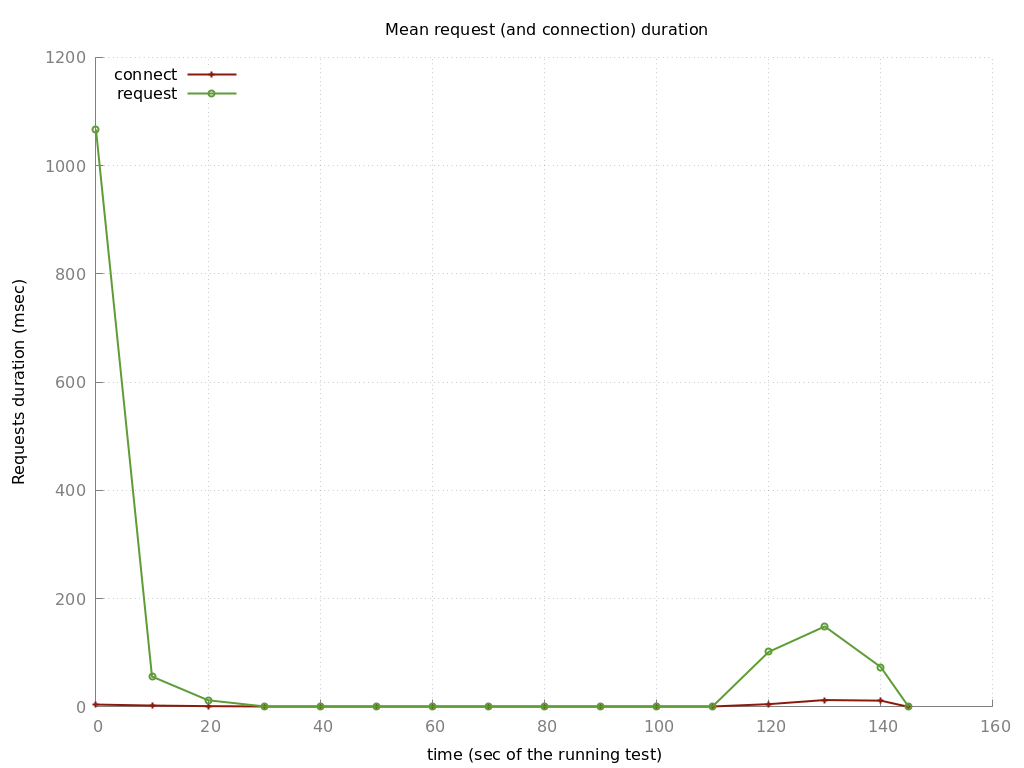 Mean request (and connection) duration
1200
connect
request
1000
800
600
400
200
0
Requests duration (msec)
0 20 40 60 80 100 120 140 160
time (sec of the running test)